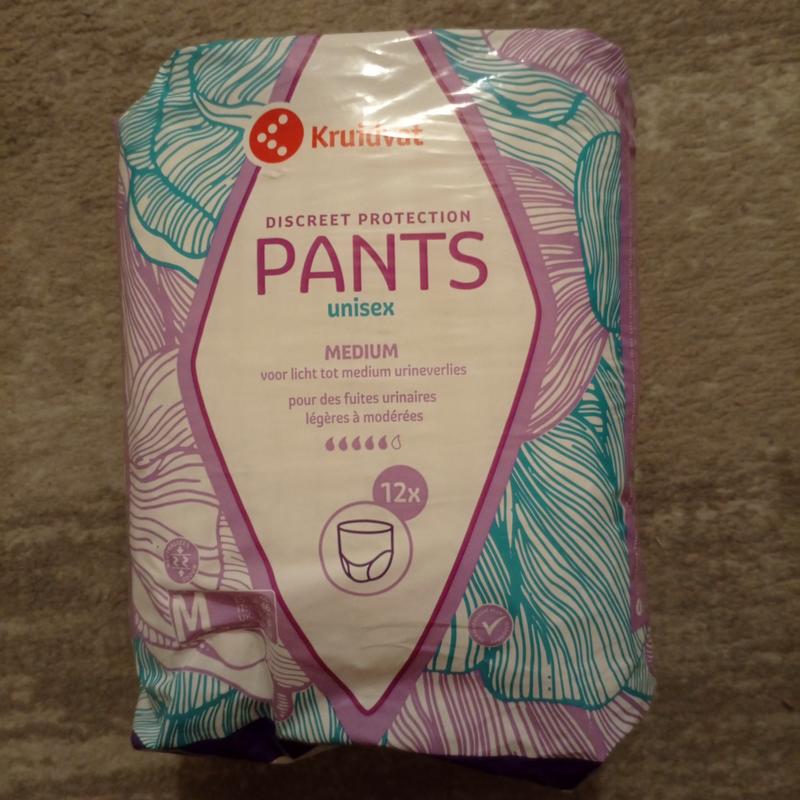 Kruidvat
DISCREET PROTECTION
PANTS
unisex
MEDIUM
voor licht tot medium urineverlies
pour des fuites urinaires
légères à modérées
12x
M